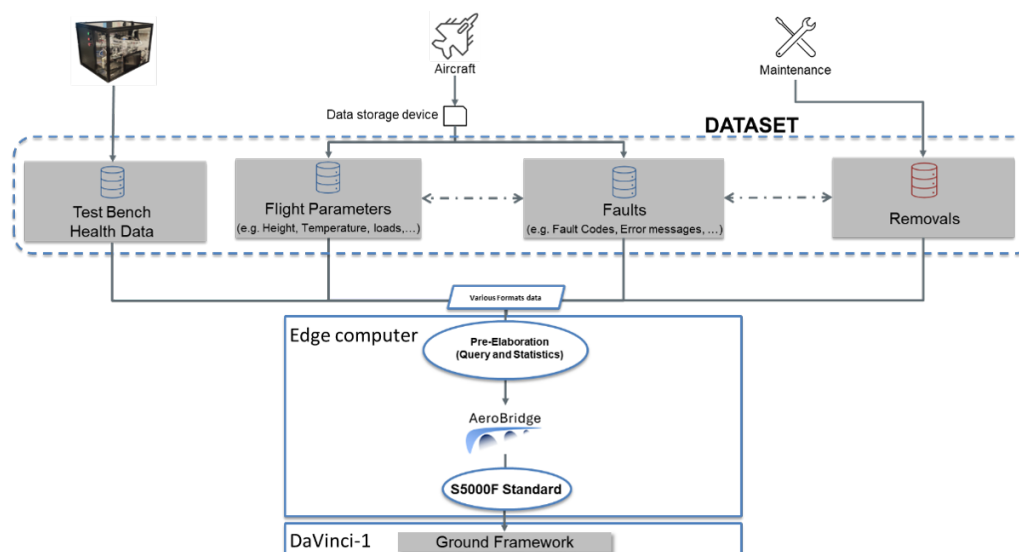 Aircraft
Maintenance
Data storage device
DATASET
Test Bench
Health Data
Flight Parameters
(e.g. Height, Temperature, loads,...)
Faults
(e.g. Fault Codes, Error messages, ...)
Removals
Various Formats data
Edge computer
Pre-Elaboration
(Query and Statistics)
AeroBridge
S5000F Standard
DaVinci-1
Ground Framework